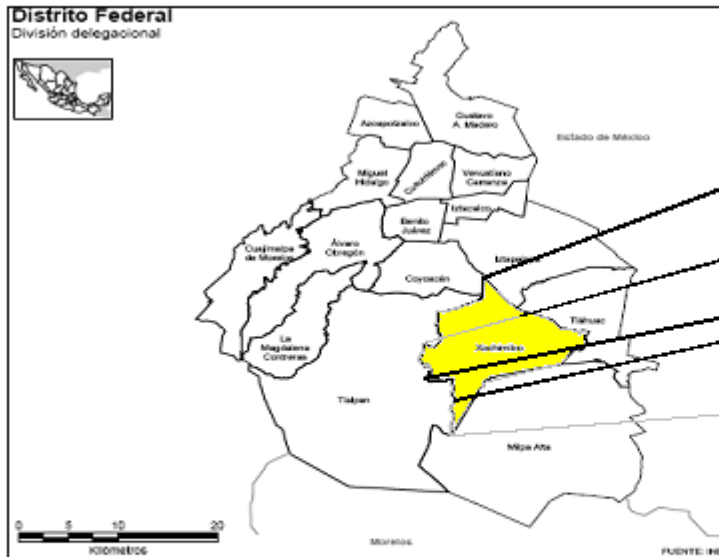 Distrito Federal
División delegacional
Gustavo
A. Madero
Azcapotzalco
Estado de México
Miguel
Hidalgo
Cuauhtémoc
Venustiano
Carranza
Iztacalco
Benito
Juárez
Cuajimalpa
de Morelos
Álvaro
Obregón
Coyoacán
Iztapalapa
La
Magdalena
Contreras
Tláhuac
Xochimilco
Tlalpan
Milpa Alta
0 5 10 20
Kilómetros
Morelos
FUENTE: